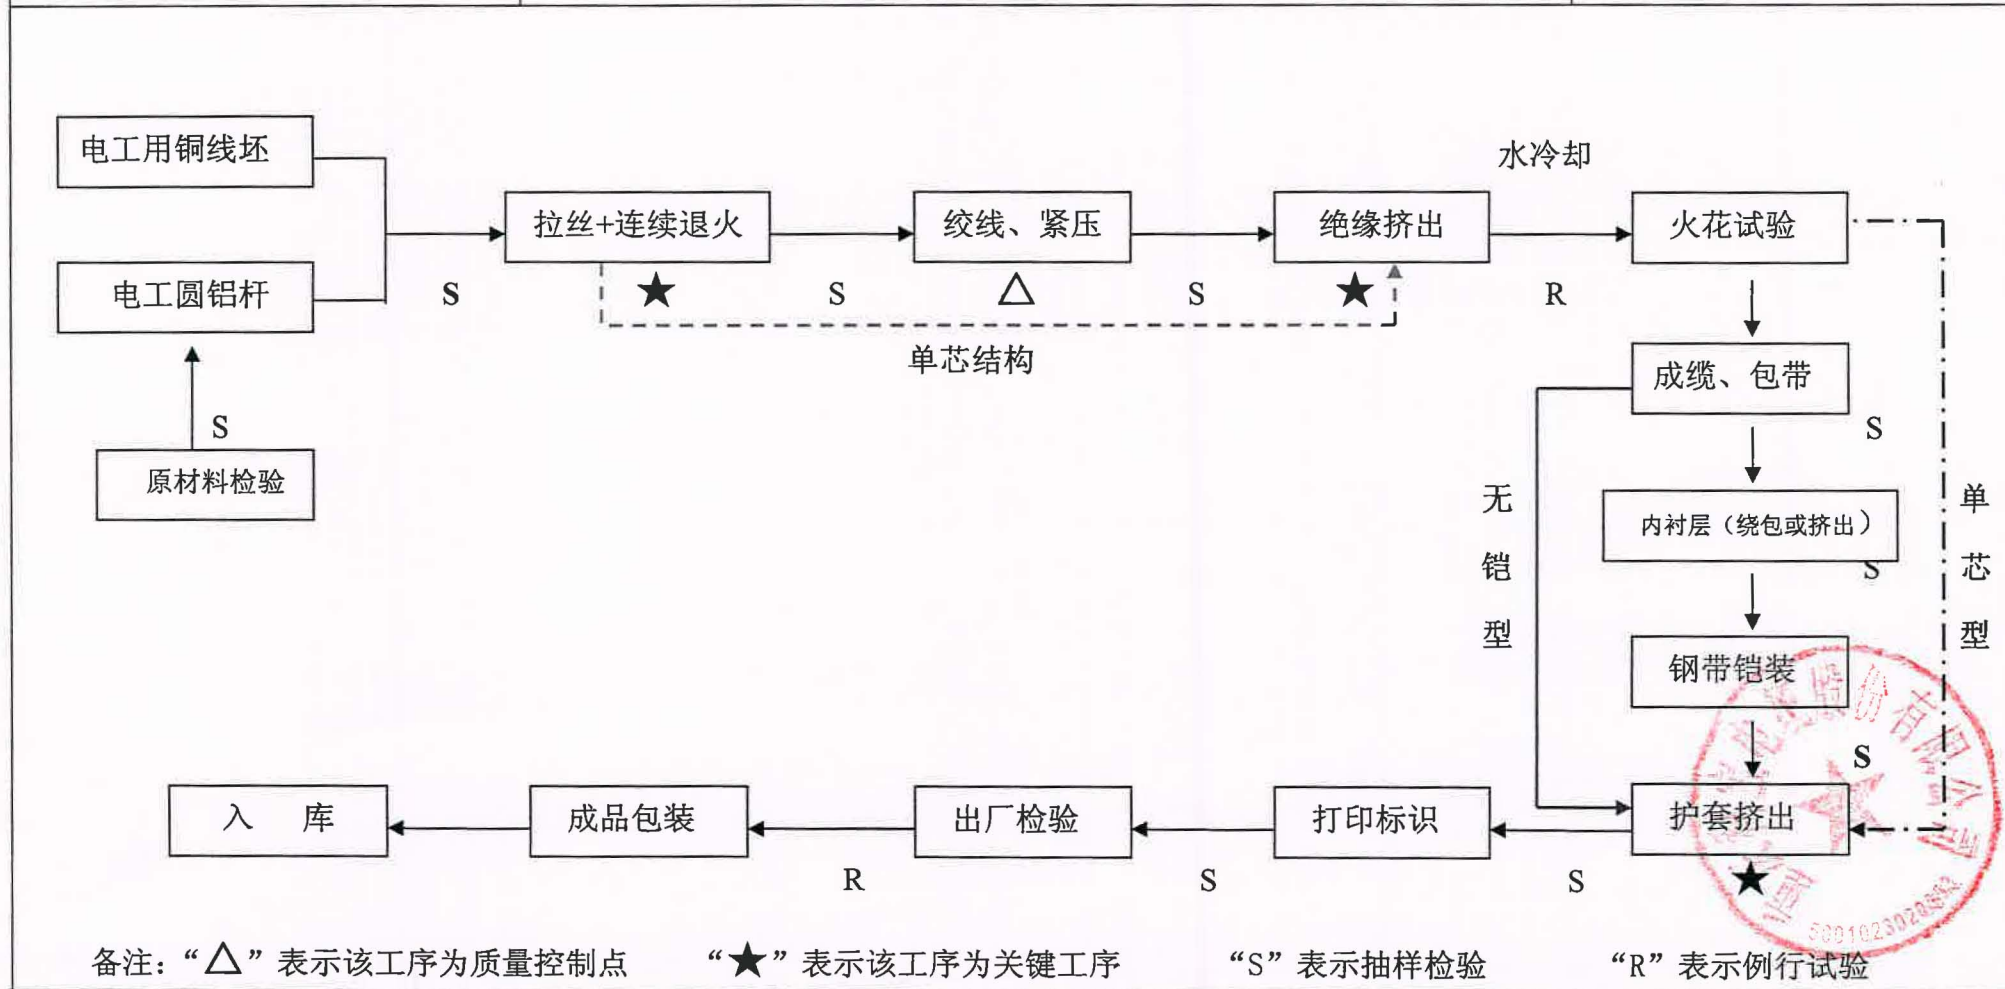 电工用铜线坯
水冷却
拉丝+连续退火
绞线、紧压
绝缘挤出
火花试验
电工圆铝杆
S
★
S
△
S
★
R
单芯结构
成缆、包带
S
S
原材料检验
内衬层（绕包或挤出）
S
无铠型
单芯型
钢带铠装
S
入 库
成品包装
出厂检验
打印标识
护套挤出
R
S
S
★
备注：“△”表示该工序为质量控制点 “★”表示该工序为关键工序 “S”表示抽样检验 “R”表示例行试验
股份有限公司